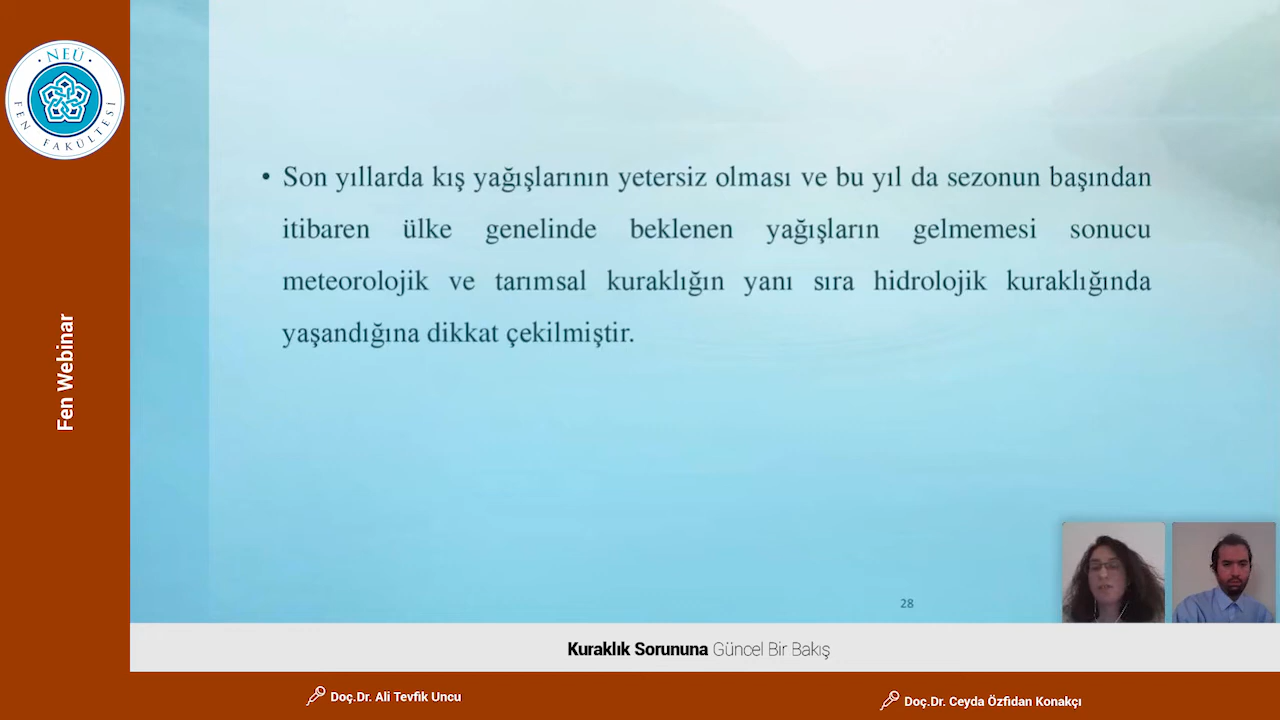 · NEÜ ·
FEN FAKÜLTESİ
Fen Webinar
• Son yıllarda kış yağışlarının yetersiz olması ve bu yıl da sezonun başından
itibaren ülke genelinde beklenen yağışların gelmemesi sonucu
meteorolojik ve tarımsal kuraklığın yanı sıra hidrolojik kuraklığında
yaşandığına dikkat çekilmiştir.
28
Kuraklık Sorununa Güncel Bir Bakış
Doç.Dr. Ali Tevfik Uncu
Doç.Dr. Ceyda Özfidan Konakçı